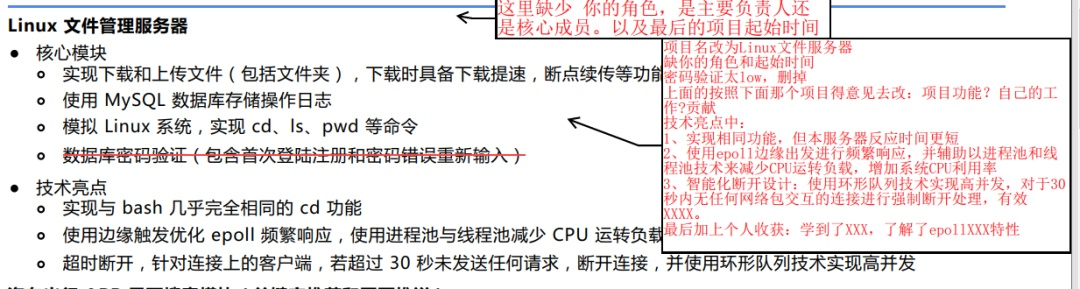 这里缺少 你的角色，是主要负责人还
是核心成员。以及最后的项目起始时间
Linux 文件管理服务器
● 核心模块
实现下载和上传文件（包括文件夹），下载时具备下载提速，断点续传等功能
使用 MySQL 数据库存储操作日志
模拟 Linux 系统，实现 cd、ls、pwd 等命令
数据库密码验证（包含首次登陆注册和密码错误重新输入）
项目名改为Linux文件服务器
缺你的角色和起始时间
密码验证太low，删掉
上面的按照下面那个项目得意见去改：项目功能？自己的工
作?贡献
技术亮点中：
1、实现相同功能，但本服务器反应时间更短
2、使用epoll边缘出发进行频繁响应，并辅助以进程池和线
程池技术来减少CPU运转负载，增加系统CPU利用率
3、智能化断开设计：使用环形队列技术实现高并发，对于30
秒内无任何网络包交互的连接进行强制断开处理，有效
XXXX。
最后加上个人收获：学到了XXX，了解了epollXXX特性
● 技术亮点
实现与 bash 几乎完全相同的 cd 功能
使用边缘触发优化 epoll 频繁响应，使用进程池与线程池减少 CPU 运转负载
超时断开，针对连接上的客户端，若超过 30 秒未发送任何请求，断开连接，并使用环形队列技术实现高并发